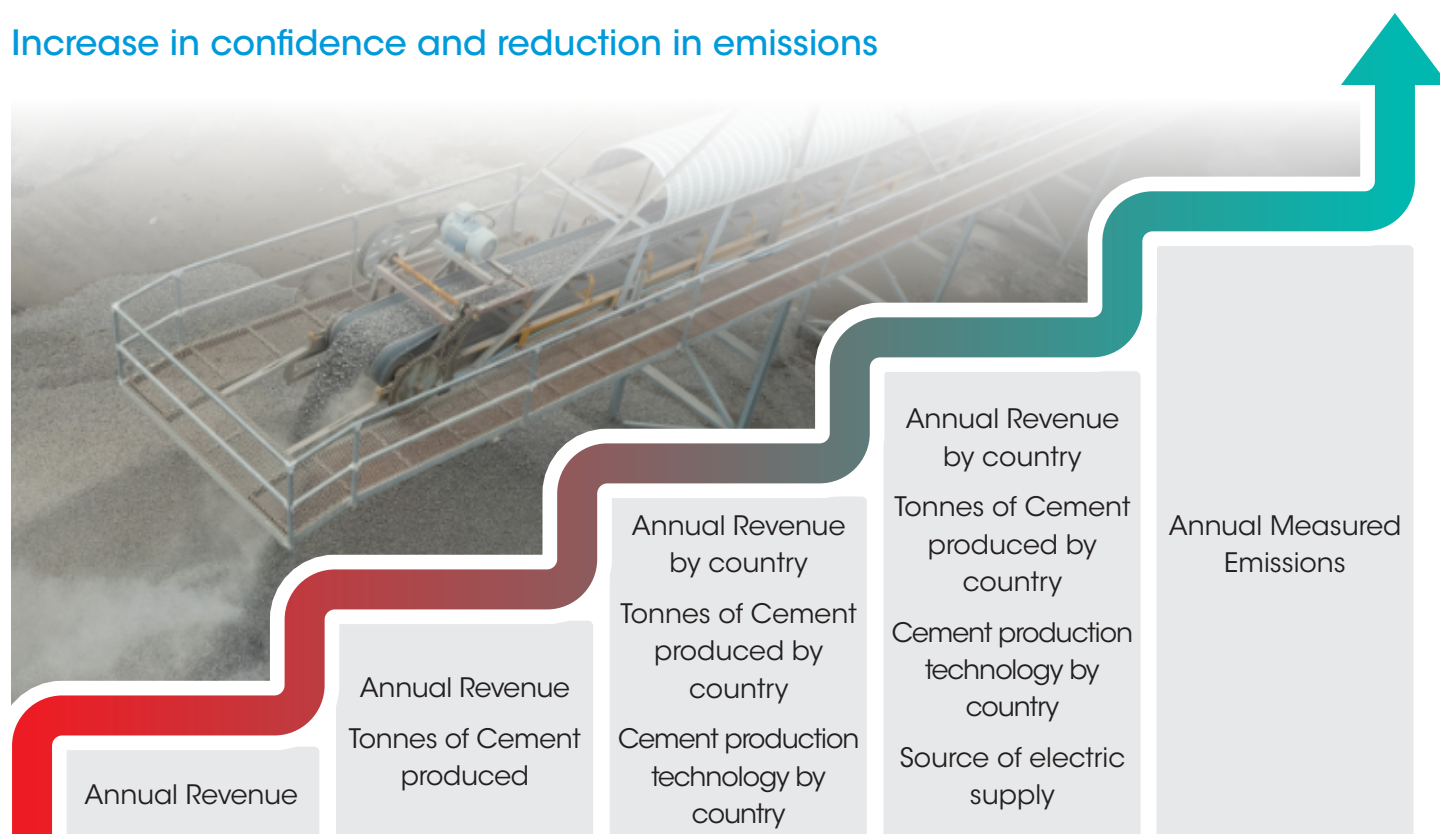 Increase in confidence and reduction in emissions
Annual Revenue
Annual Revenue
Tonnes of Cement
produced
Annual Revenue
by country
Tonnes of Cement
produced by
country
Cement production
technology by
country
Annual Revenue
by country
Tonnes of Cement
produced by
country
Cement production
technology by
country
Source of electric
supply
Annual Measured
Emissions